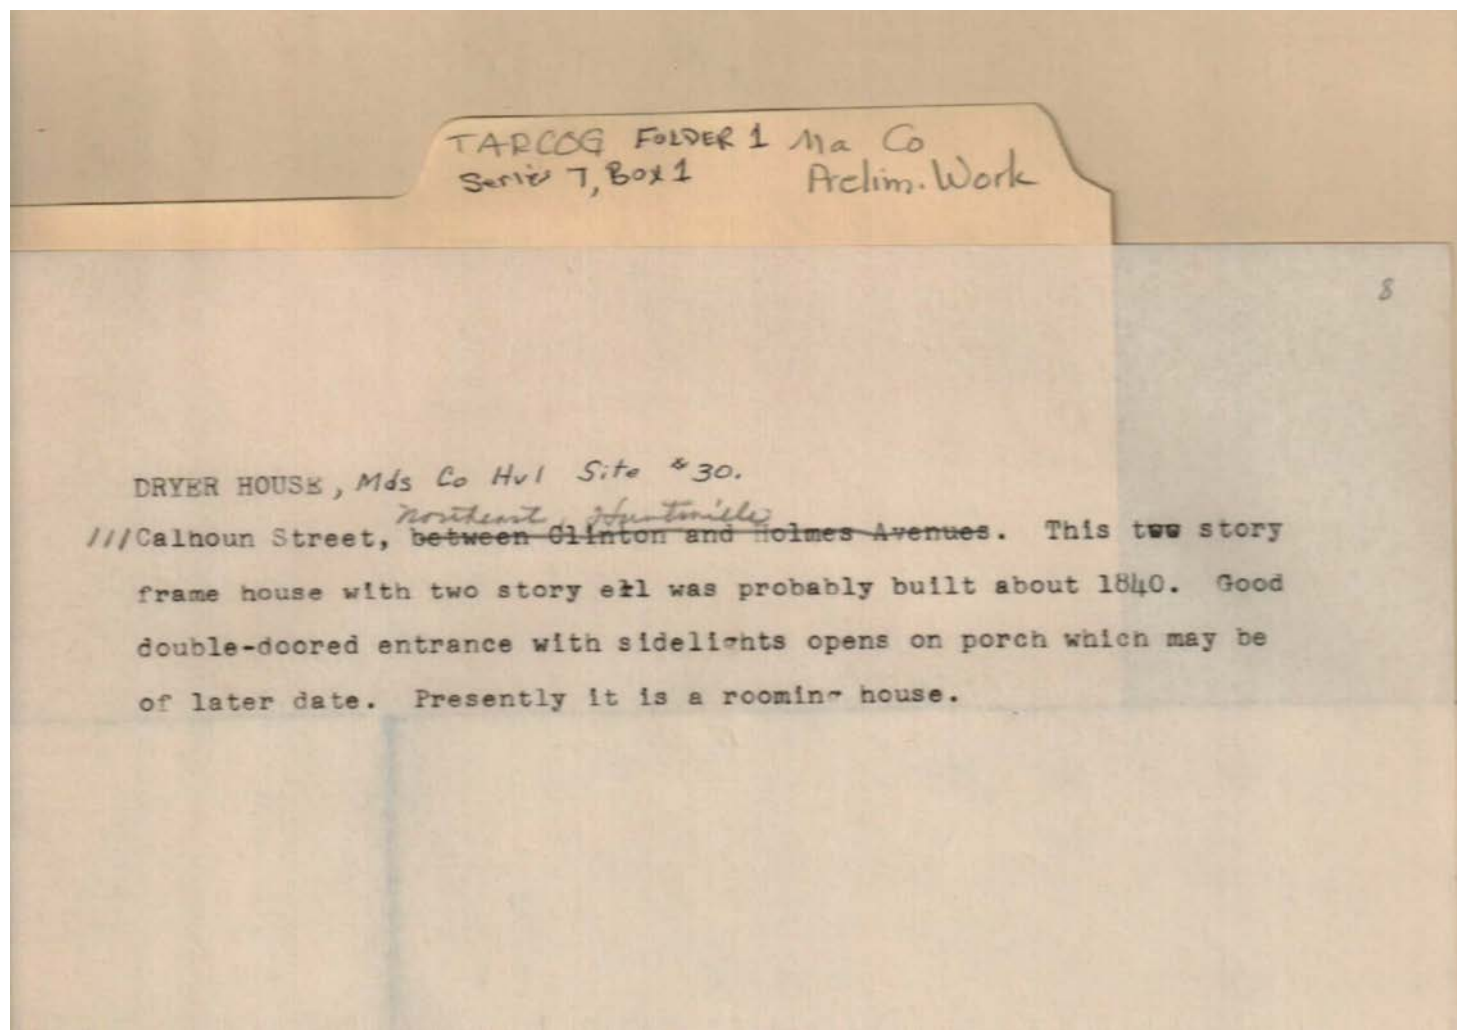 TARCOG FOLDER 1 Ma Co
Series 7, Box 1 Prelim. Work
8
DRYER HOUSE, Mds Co Hvl Site #30.
Northeast, Huntsville
111 Calhoun Street, between Clinton and Holmes Avenues. This two story
frame house with two story ell was probably built about 1840. Good
double-doored entrance with sidelights opens on porch which may be
of later date. Presently it is a rooming house.